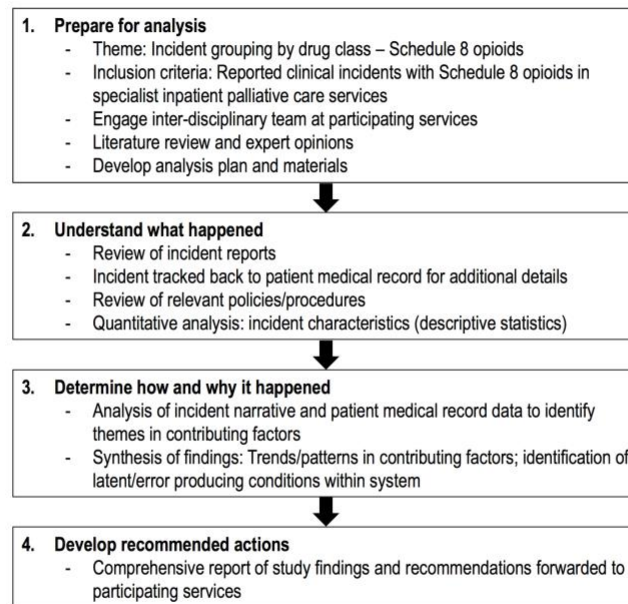 1. Prepare for analysis
- Theme: Incident grouping by drug class – Schedule 8 opioids
- Inclusion criteria: Reported clinical incidents with Schedule 8 opioids in
specialist inpatient palliative care services
- Engage inter-disciplinary team at participating services
- Literature review and expert opinions
- Develop analysis plan and materials
2. Understand what happened
- Review of incident reports
- Incident tracked back to patient medical record for additional details
- Review of relevant policies/procedures
- Quantitative analysis: incident characteristics (descriptive statistics)
3. Determine how and why it happened
- Analysis of incident narrative and patient medical record data to identify
themes in contributing factors
- Synthesis of findings: Trends/patterns in contributing factors; identification of
latent/error producing conditions within system
4. Develop recommended actions
- Comprehensive report of study findings and recommendations forwarded to
participating services